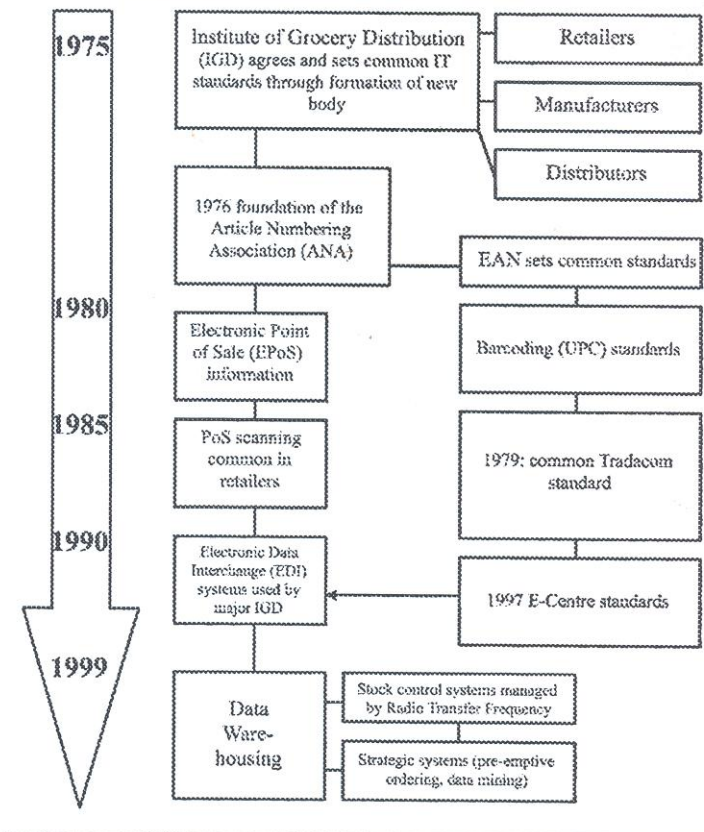 1975
Institute of Grocery Distribution
(IGD) agrees and sets common IT
standards through formation of new
body
Retailers
Manufacturers
Distributors
1976 foundation of the
Article Numbering
Association (ANA)
EAN sets common standards
1980
Electronic Point
of Sale (EPoS)
information
Barcoding (UPC) standards
1985
PoS scanning
common in
retailers
1979: common Tradacom
standard
1990
Electronic Data
Interchange (EDI)
systems used by
major IGD
1997 E-Centre standards
1999
Data
Ware-
housing
Stock control systems managed
by Radio Transfer Frequency
Strategic systems (pre-emptive
ordering, data mining)